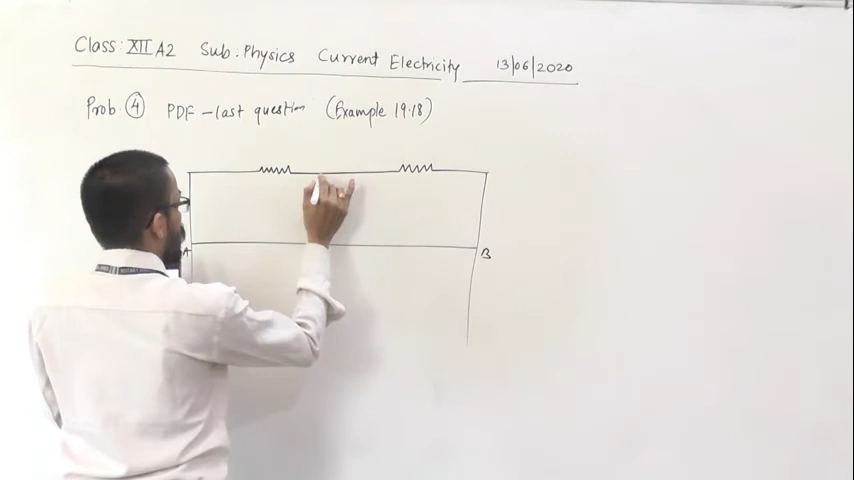 Class: XII A2 Sub. Physics Current Electricity 13/06/2020
Prob. 4 PDF - last question (Example 19.18)
A B